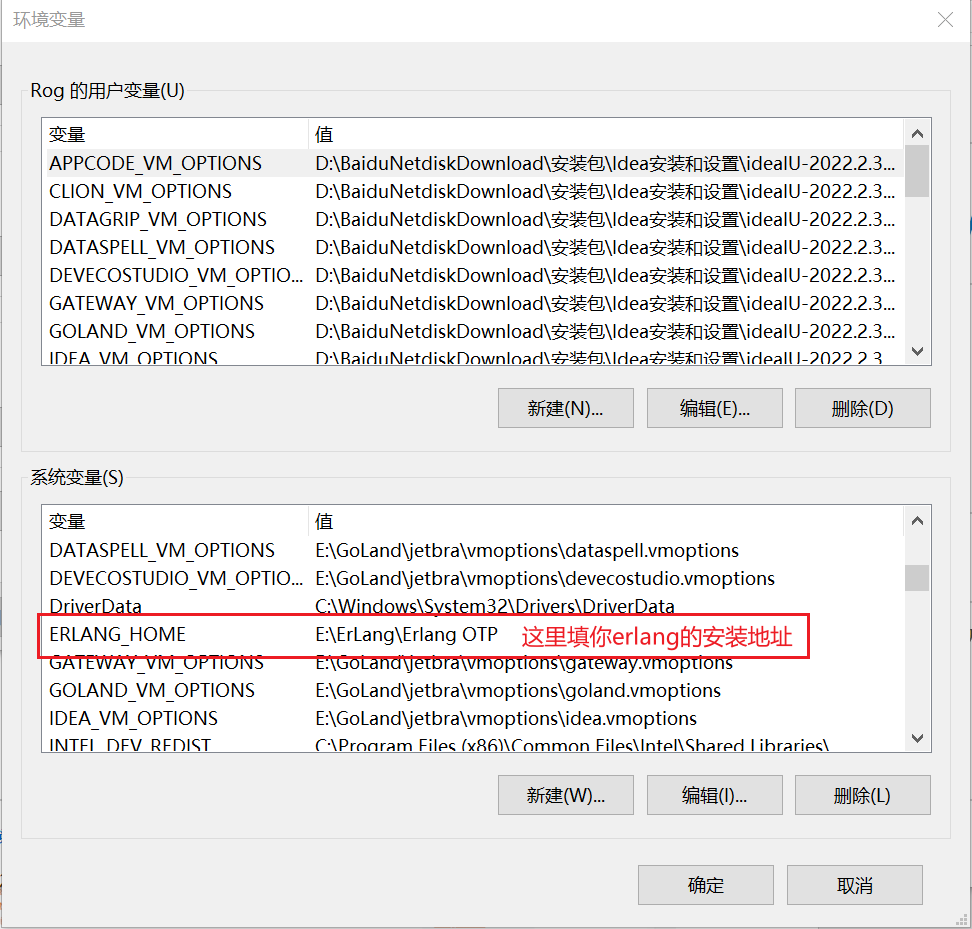 环境变量
Rog 的用户变量(U)
变量 值
APPCODE_VM_OPTIONS D:\BaiduNetdiskDownload\安装包\Idea安装和设置\ideaIU-2022.2.3...
CLION_VM_OPTIONS D:\BaiduNetdiskDownload\安装包\Idea安装和设置\ideaIU-2022.2.3...
DATAGRIP_VM_OPTIONS D:\BaiduNetdiskDownload\安装包\Idea安装和设置\ideaIU-2022.2.3...
DATASPELL_VM_OPTIONS D:\BaiduNetdiskDownload\安装包\Idea安装和设置\ideaIU-2022.2.3...
DEVECOSTUDIO_VM_OPTIO... D:\BaiduNetdiskDownload\安装包\Idea安装和设置\ideaIU-2022.2.3...
GATEWAY_VM_OPTIONS D:\BaiduNetdiskDownload\安装包\Idea安装和设置\ideaIU-2022.2.3...
GOLAND_VM_OPTIONS D:\BaiduNetdiskDownload\安装包\Idea安装和设置\ideaIU-2022.2.3...
IDEA_VM_OPTIONS D:\BaiduNetdiskDownload\安装包\Idea安装和设置\ideaIU-2022.2.3
新建(N)... 编辑(E)... 删除(D)
系统变量(S)
变量 值
DATASPELL_VM_OPTIONS E:\GoLand\jetbra\vmoptions\dataspell.vmoptions
DEVECOSTUDIO_VM_OPTIO... E:\GoLand\jetbra\vmoptions\devecostudio.vmoptions
DriverData C:\Windows\System32\Drivers\DriverData
ERLANG_HOME E:\ErLang\Erlang OTP 这里填你erlang的安装地址
GATEWAY_VM_OPTIONS E:\GoLand\jetbra\vmoptions\gateway.vmoptions
GOLAND_VM_OPTIONS E:\GoLand\jetbra\vmoptions\goland.vmoptions
IDEA_VM_OPTIONS E:\GoLand\jetbra\vmoptions\idea.vmoptions
INTEL_DEV_REDIST C:\Program Files (x86)\Common Files\Intel\Shared Libraries\
新建(W)... 编辑(I)... 删除(L)
确定 取消